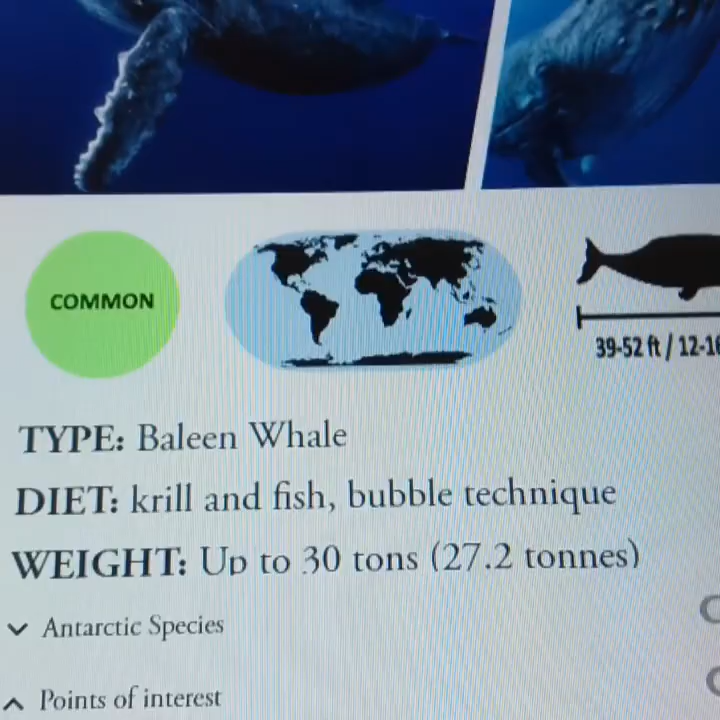 COMMON
39-52 ft / 12-16
TYPE: Baleen Whale
DIET: krill and fish, bubble technique
WEIGHT: Up to 30 tons (27.2 tonnes)
Antarctic Species
Points of interest